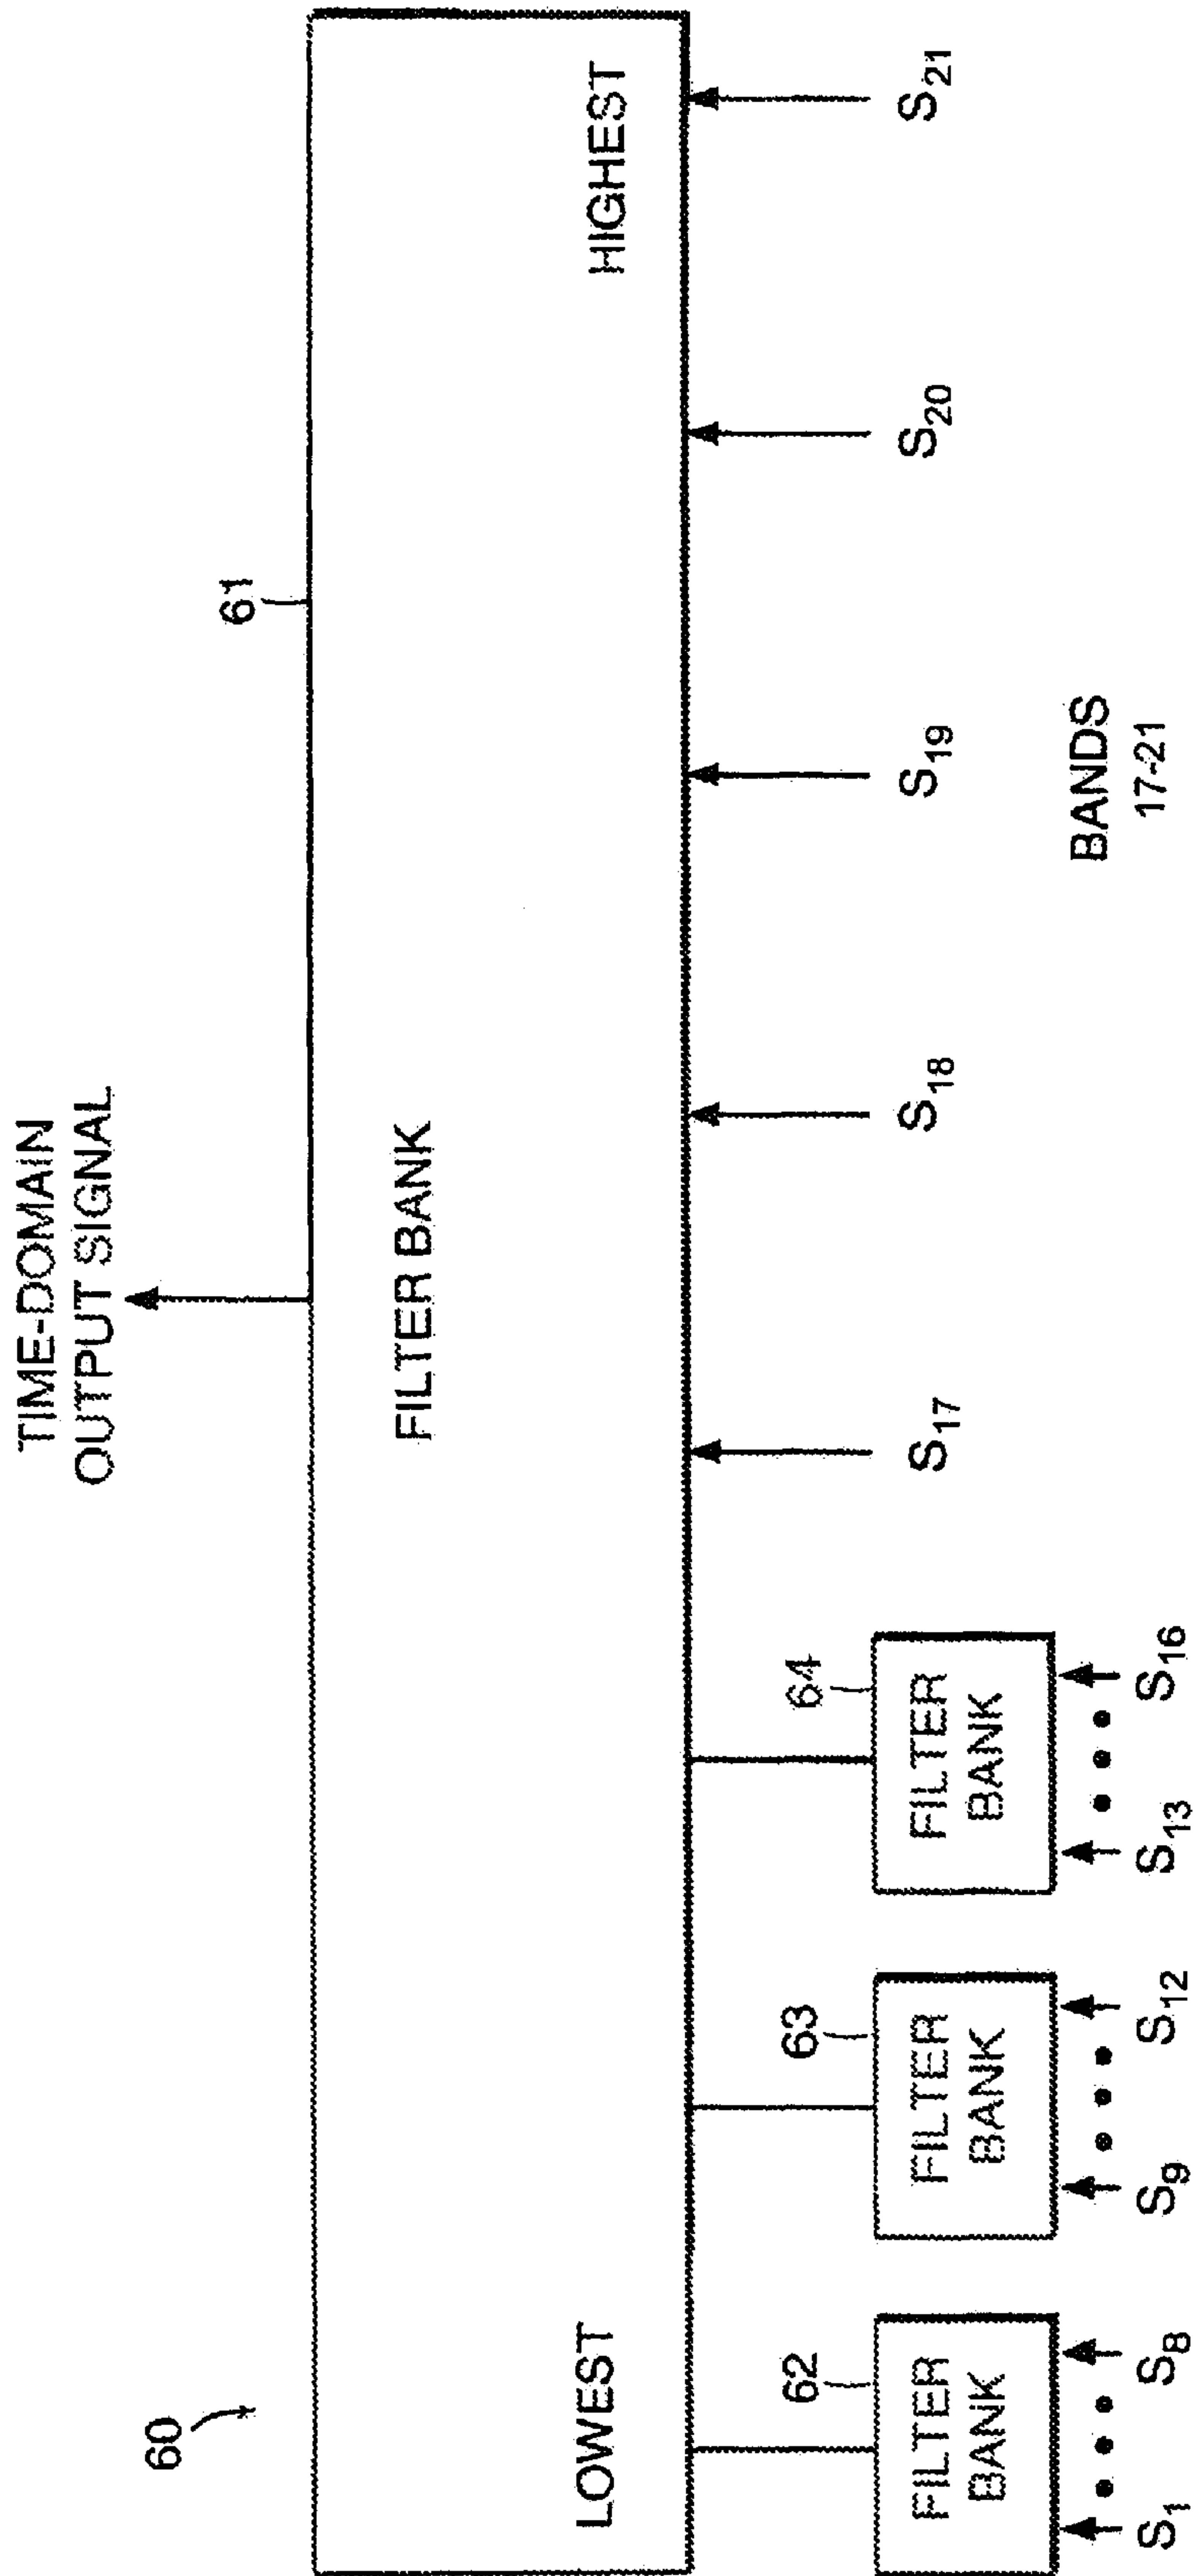 60
TIME-DOMAIN
OUTPUT SIGNAL
61
FILTER BANK
LOWEST
HIGHEST
62
63
64
FILTER
BANK
FILTER
BANK
FILTER
BANK
S₁ S₈
S₉ S₁₂
S₁₃ S₁₆
S₁₇
S₁₈
S₁₉
S₂₀
S₂₁
BANDS
17-21